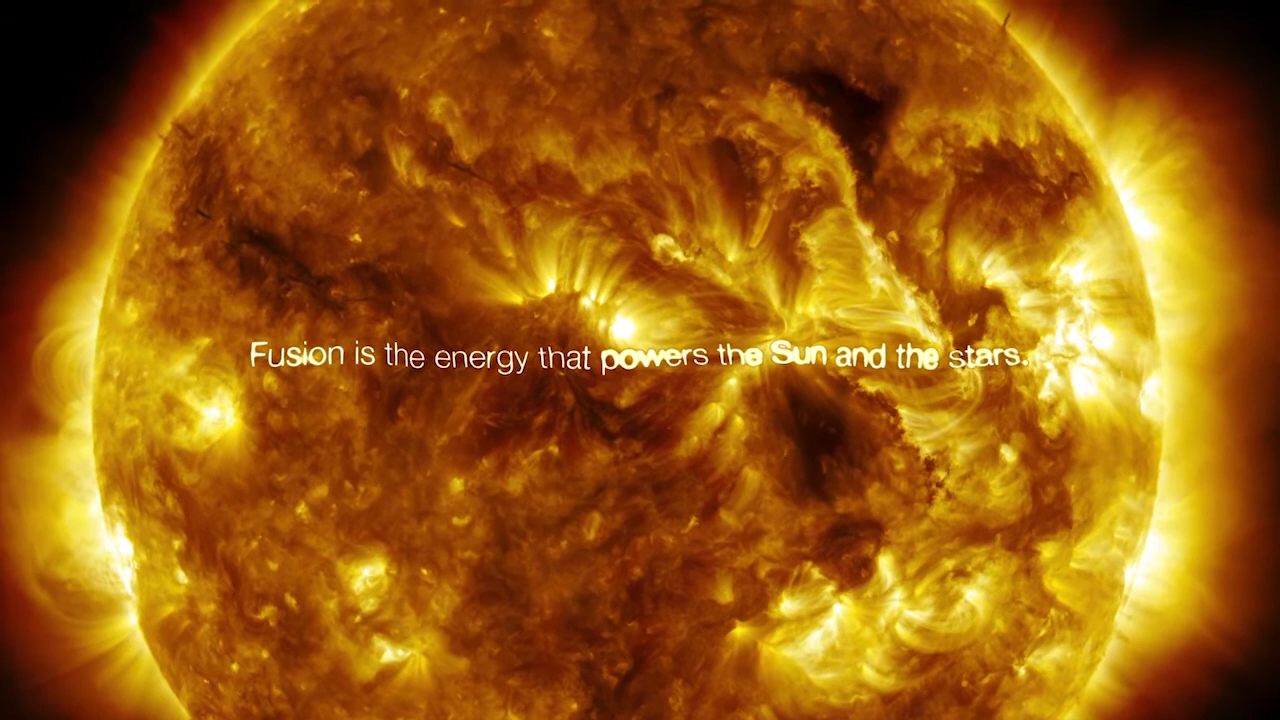 Fusion is the energy that powers the Sun and the stars.